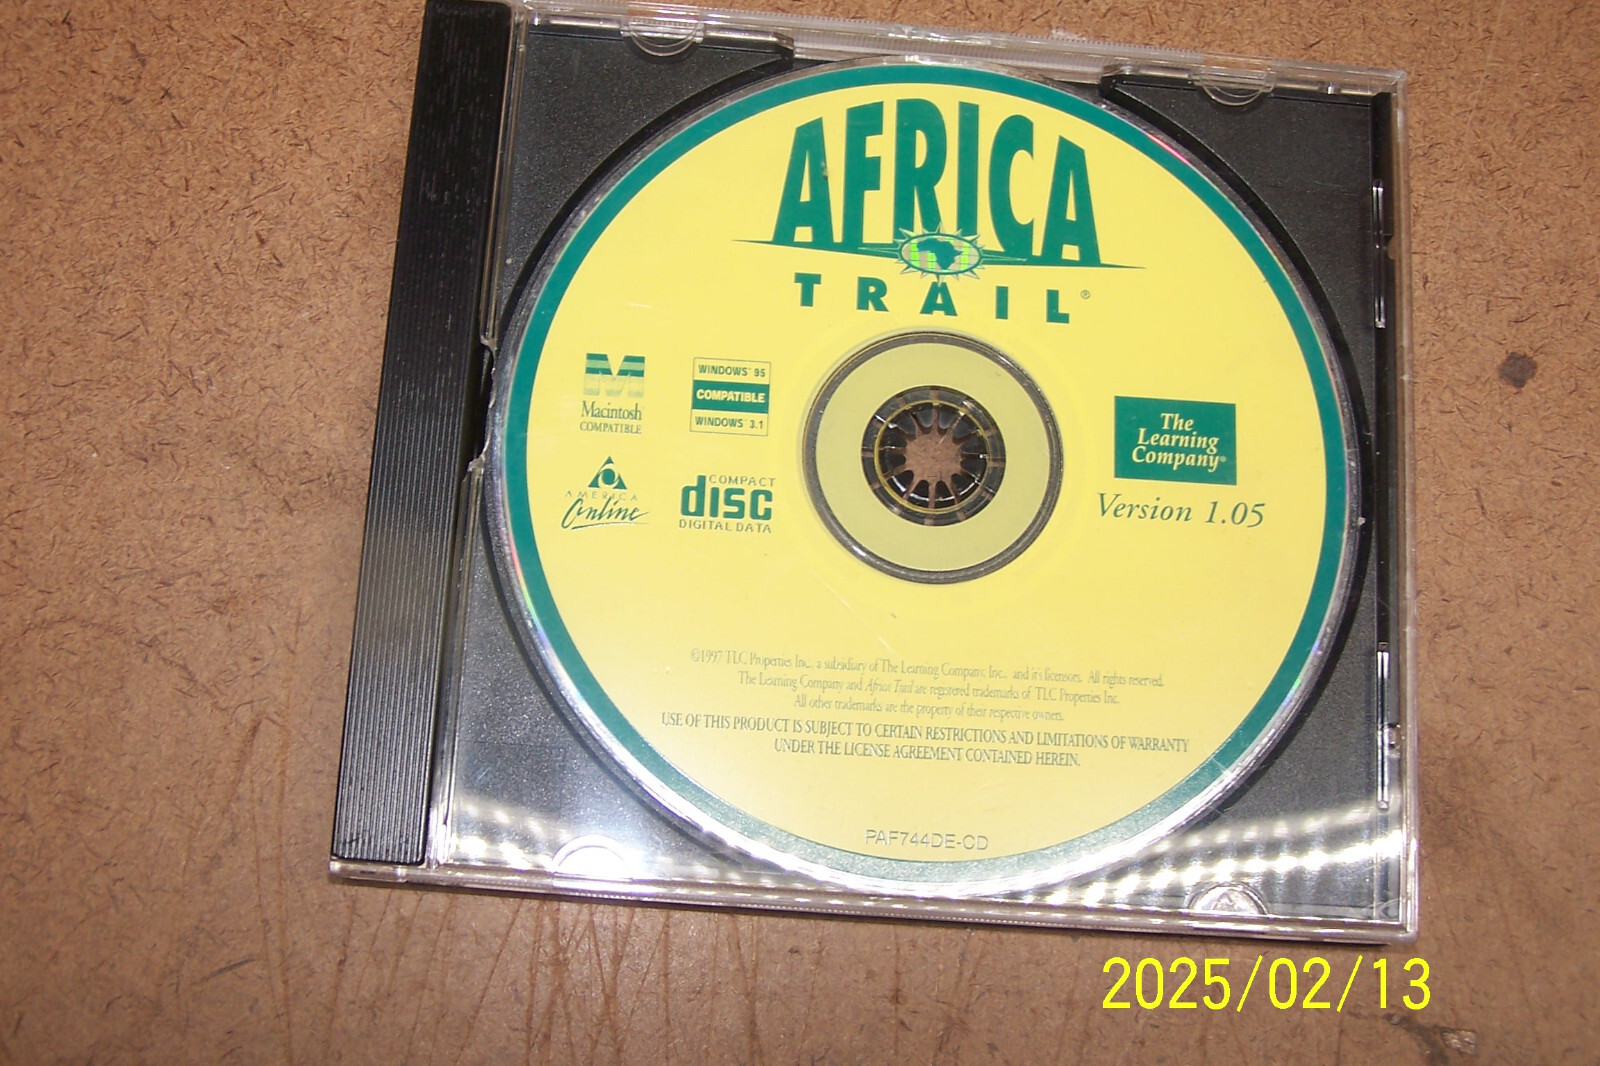 AFRICA
TRAIL®
Macintosh
COMPATIBLE
WINDOWS™ 95
COMPATIBLE
WINDOWS 3.1
AMERICA
Online
COMPACT
disc
DIGITAL DATA
The
Learning
Company®
Version 1.05
©1997 TLC Properties Inc., a subsidiary of The Learning Company, Inc., and its licensors. All rights reserved.
The Learning Company and Africa Trail are registered trademarks of TLC Properties Inc.
All other trademarks are the property of their respective owners.
USE OF THIS PRODUCT IS SUBJECT TO CERTAIN RESTRICTIONS AND LIMITATIONS OF WARRANTY
UNDER THE LICENSE AGREEMENT CONTAINED HEREIN.
PAF744DE-CD
2025/02/13